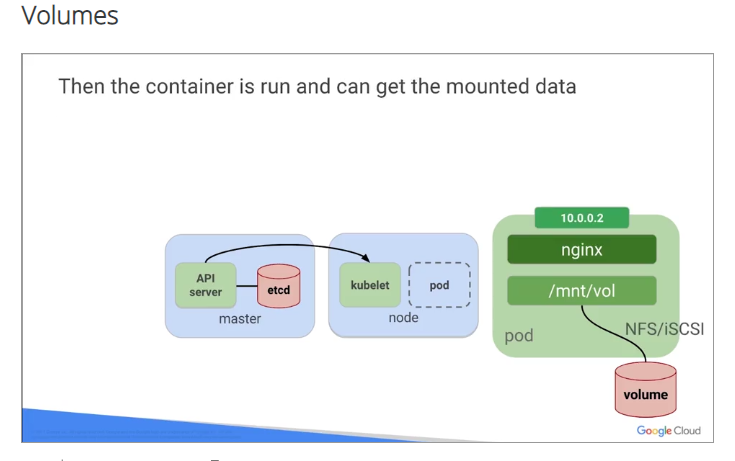 Volumes
Then the container is run and can get the mounted data
10.0.0.2
nginx
/mnt/vol
pod
NFS/iSCSI
volume
API
server
etcd
master
kubelet
pod
node
Google Cloud